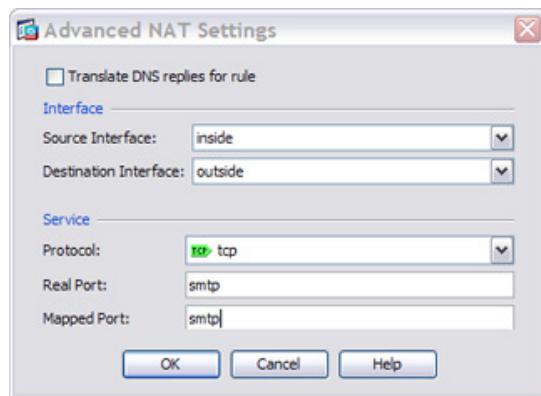 Advanced NAT Settings
Translate DNS replies for rule
Interface
Source Interface: inside
Destination Interface: outside
Service
Protocol: TCP tcp
Real Port: smtp
Mapped Port: smtp
OK Cancel Help